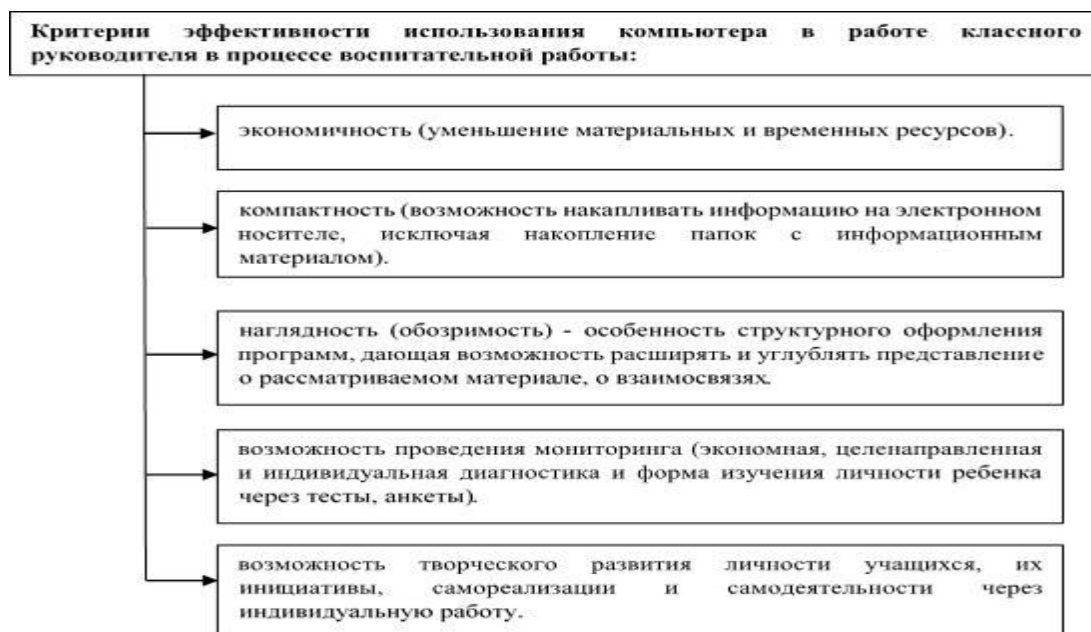 Критерии эффективности использования компьютера в работе классного
руководителя в процессе воспитательной работы:
экономичность (уменьшение материальных и временных ресурсов).
компактность (возможность накапливать информацию на электронном
носителе, исключая накопление папок с информационным
материалом).
наглядность (обозримость) - особенность структурного оформления
программ, дающая возможность расширять и углублять представление
о рассматриваемом материале, о взаимосвязях.
возможность проведения мониторинга (экономная, целенаправленная
и индивидуальная диагностика и форма изучения личности ребенка
через тесты, анкеты).
возможность творческого развития личности учащихся, их
инициативы, самореализации и самодеятельности через
индивидуальную работу.